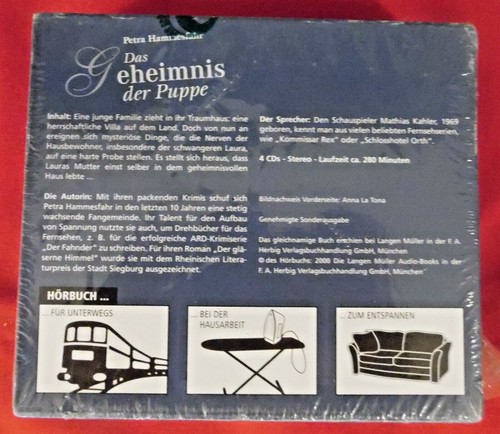 Petra Hammesfahr
Das
Geheimnis
der Puppe
Inhalt: Eine junge Familie zieht in ihr Traumhaus: eine
herrschaftliche Villa auf dem Land. Doch von nun an
ereignen sich mysteriöse Dinge, die die Nerven der
Hausbewohner, insbesondere der schwangeren Laura,
auf eine harte Probe stellen. Es stellt sich heraus, dass
Lauras Mutter einst selber in dem geheimnisvollen
Haus lebte ...
Die Autorin: Mit ihren packenden Krimis schuf sich
Petra Hammesfahr in den letzten 10 Jahren eine stetig
wachsende Fangemeinde. Ihr Talent für den Aufbau
von Spannung nutzte sie auch, um Drehbücher für das
Fernsehen, z. B. für die erfolgreiche ARD-Krimiserie
„Der Fahnder" zu schreiben. Für ihren Roman „Der glä-
serne Himmel" wurde sie mit dem Rheinischen Litera-
turpreis der Stadt Siegburg ausgezeichnet.
Der Sprecher: Den Schauspieler Mathias Kahler, 1969
geboren, kennt man aus vielen beliebten Fernsehserien,
wie „Kommissar Rex" oder „Schlosshotel Orth".
4 CDs - Stereo - Laufzeit ca. 280 Minuten
Bildnachweis Vorderseite: Anna La Tona
Genehmigte Sonderausgabe
Das gleichnamige Buch erschien bei Langen Müller in der F. A.
Herbig Verlagsbuchhandlung GmbH, München
© des Hörbuchs: 2000 Die Langen Müller Audio-Books in der
F. A. Herbig Verlagsbuchhandlung GmbH, München
HÖRBUCH ...
... FÜR UNTERWEGS
... BEI DER
HAUSARBEIT
... ZUM ENTSPANNEN